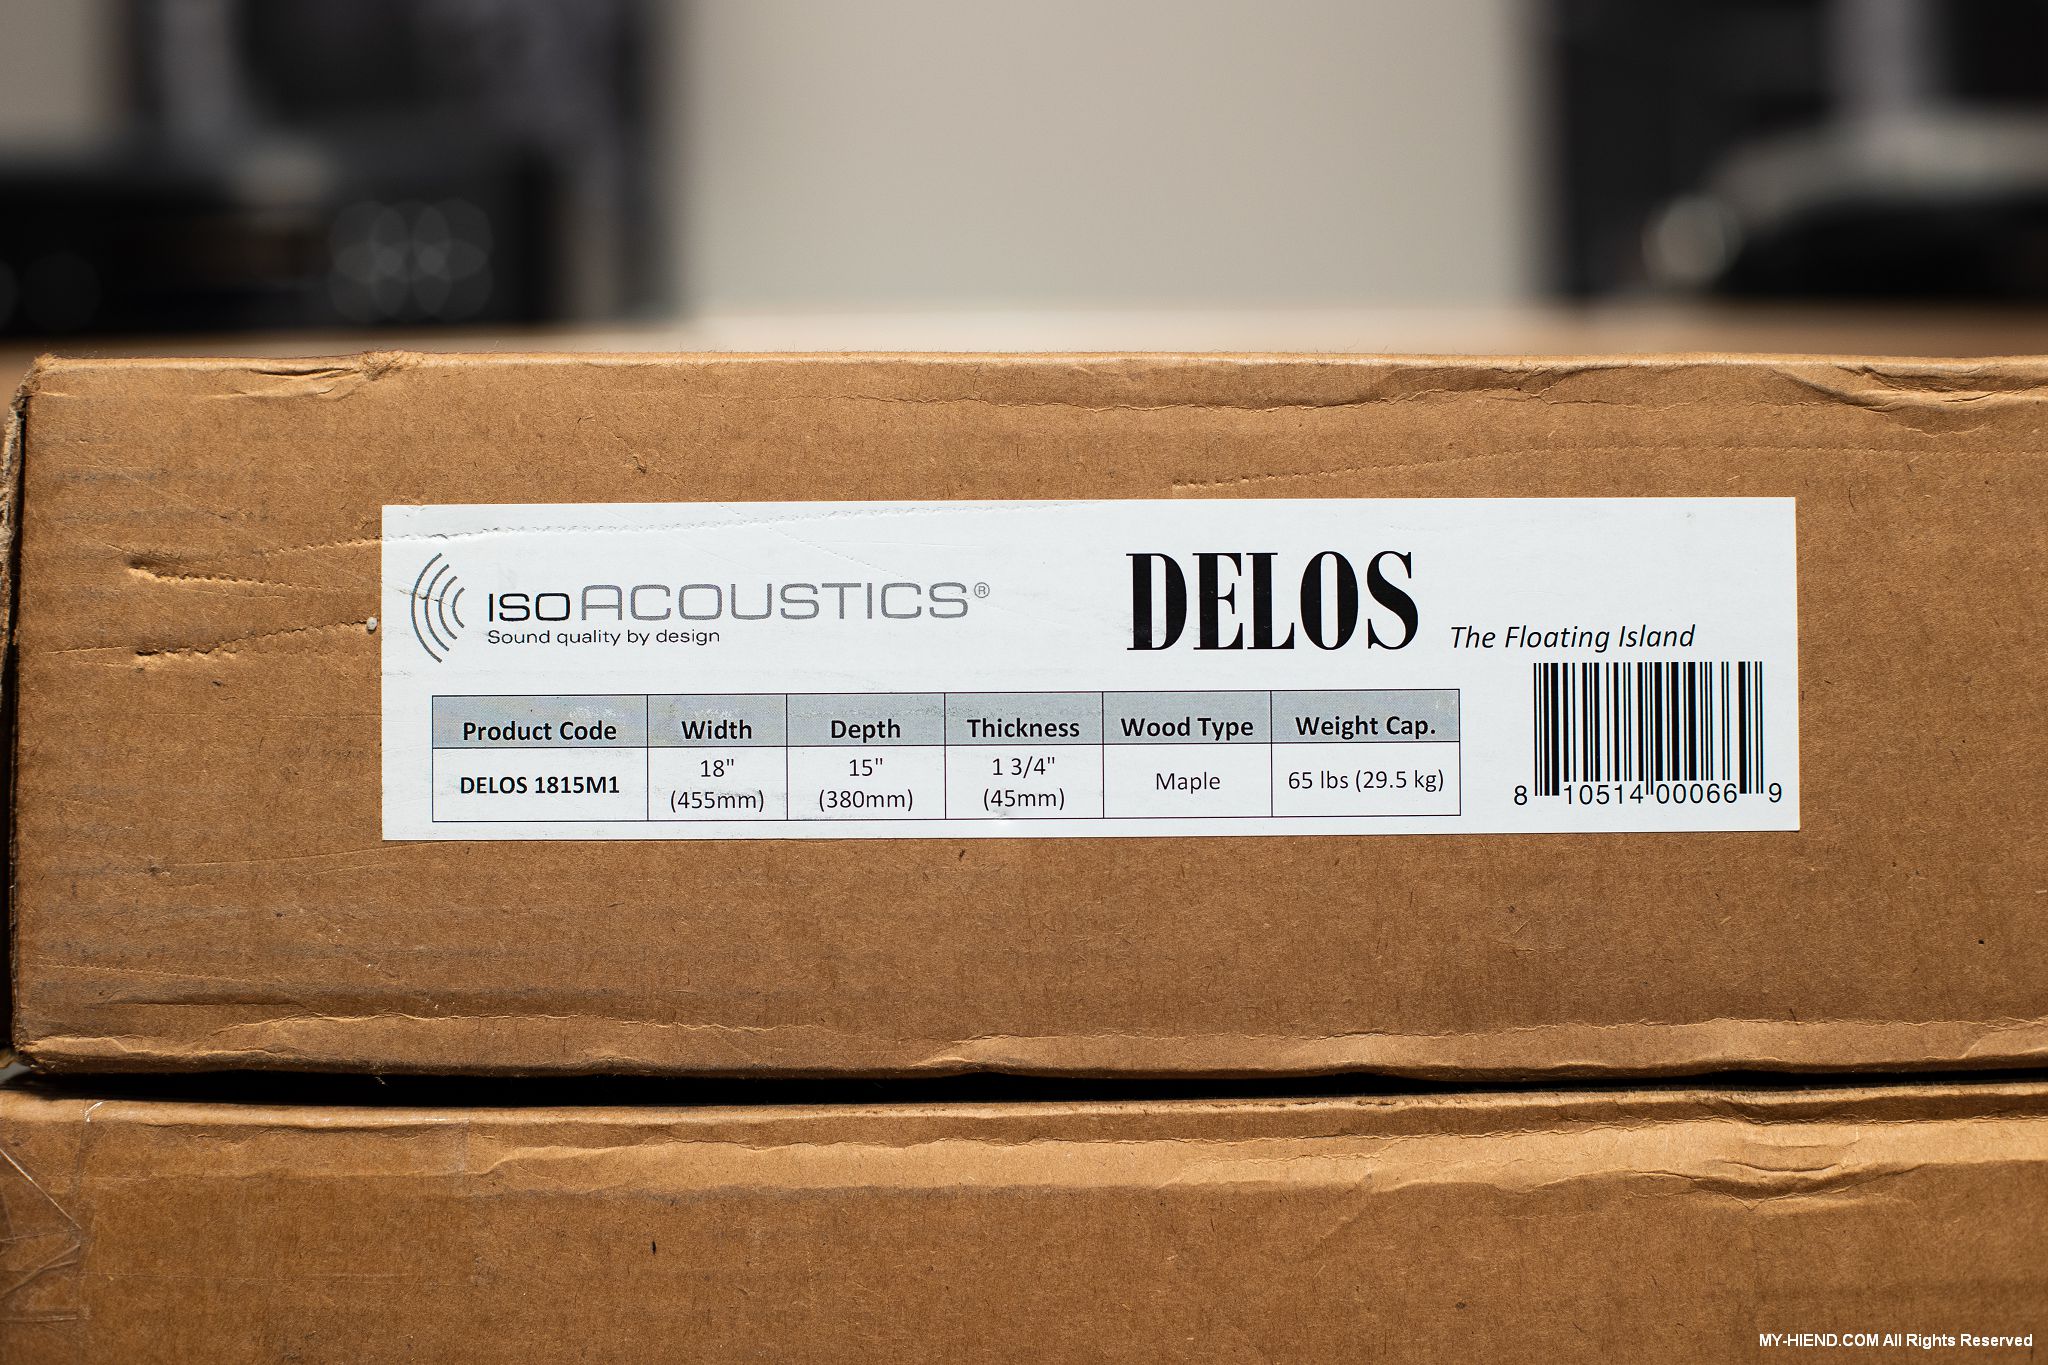 ISOACOUSTICS®
Sound quality by design
DELOS The Floating Island
Product Code Width Depth Thickness Wood Type Weight Cap.
DELOS 1815M1 18" (455mm) 15" (380mm) 1 3/4" (45mm) Maple 65 lbs (29.5 kg)
8 10514 00066 9
MY-HIEND.COM All Rights Reserved